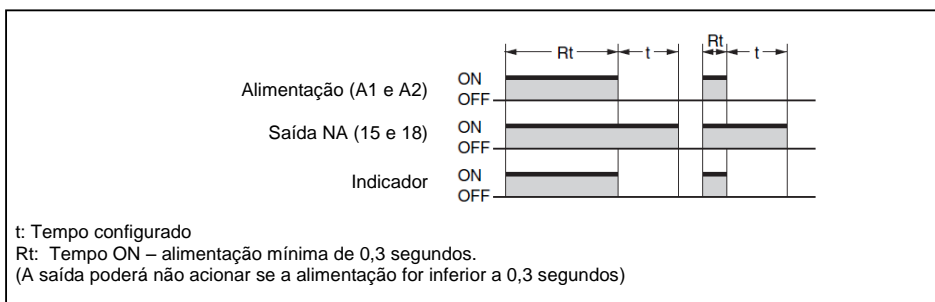 Rt t Rt t
Alimentação (A1 e A2) ON
OFF
Saída NA (15 e 18) ON
OFF
Indicador ON
OFF
t: Tempo configurado
Rt: Tempo ON – alimentação mínima de 0,3 segundos.
(A saída poderá não acionar se a alimentação for inferior a 0,3 segundos)